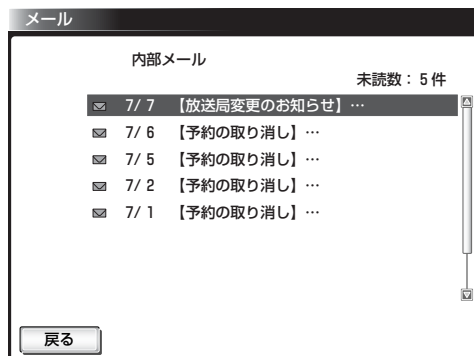 メール
内部メール
未読数：5件
7/ 7 【放送局変更のお知らせ】…
7/ 6 【予約の取り消し】…
7/ 5 【予約の取り消し】…
7/ 2 【予約の取り消し】…
7/ 1 【予約の取り消し】…
戻る